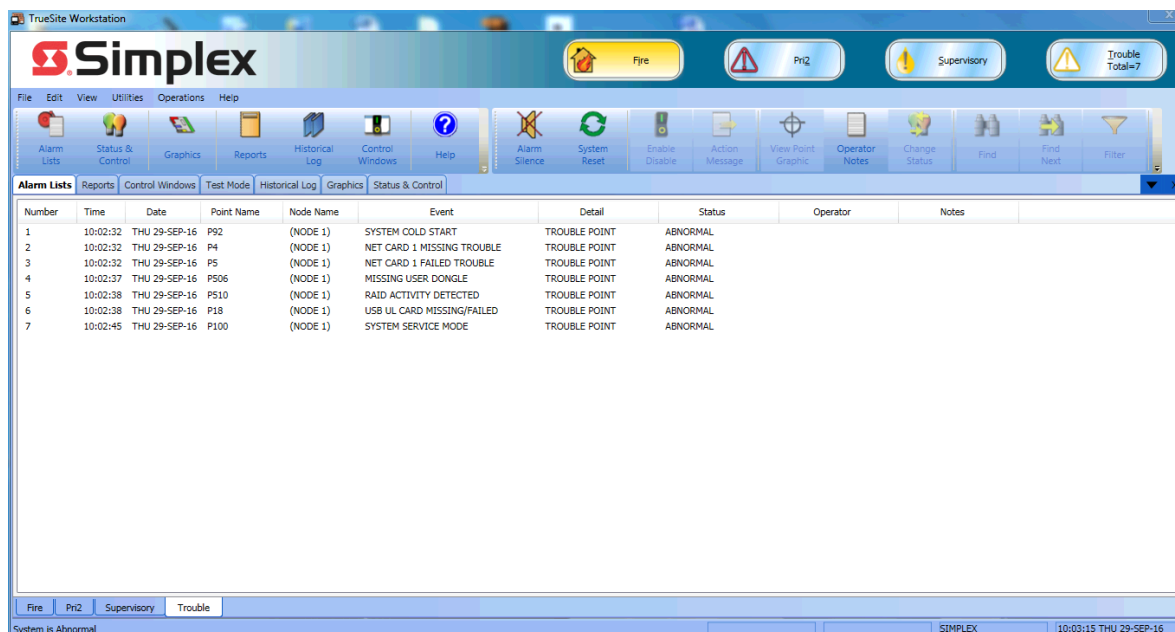 TrueSite Workstation
Simplex
Fire
Pri2
Supervisory
Trouble
Total=7
File Edit View Utilities Operations Help
Alarm Lists
Status & Control
Graphics
Reports
Historical Log
Control Windows
Help
Alarm Silence
System Reset
Enable Disable
Action Message
View Point Graphic
Operator Notes
Change Status
Find
Find Next
Filter
Alarm Lists Reports Control Windows Test Mode Historical Log Graphics Status & Control
Number Time Date Point Name Node Name Event Detail Status Operator Notes
1 10:02:32 THU 29-SEP-16 P92 (NODE 1) SYSTEM COLD START TROUBLE POINT ABNORMAL
2 10:02:32 THU 29-SEP-16 P4 (NODE 1) NET CARD 1 MISSING TROUBLE TROUBLE POINT ABNORMAL
3 10:02:32 THU 29-SEP-16 P5 (NODE 1) NET CARD 1 FAILED TROUBLE TROUBLE POINT ABNORMAL
4 10:02:37 THU 29-SEP-16 P506 (NODE 1) MISSING USER DONGLE TROUBLE POINT ABNORMAL
5 10:02:38 THU 29-SEP-16 P510 (NODE 1) RAID ACTIVITY DETECTED TROUBLE POINT ABNORMAL
6 10:02:38 THU 29-SEP-16 P18 (NODE 1) USB UL CARD MISSING/FAILED TROUBLE POINT ABNORMAL
7 10:02:45 THU 29-SEP-16 P100 (NODE 1) SYSTEM SERVICE MODE TROUBLE POINT ABNORMAL
Fire Pri2 Supervisory Trouble
System is Abnormal SIMPLEX 10:03:15 THU 29-SEP-16